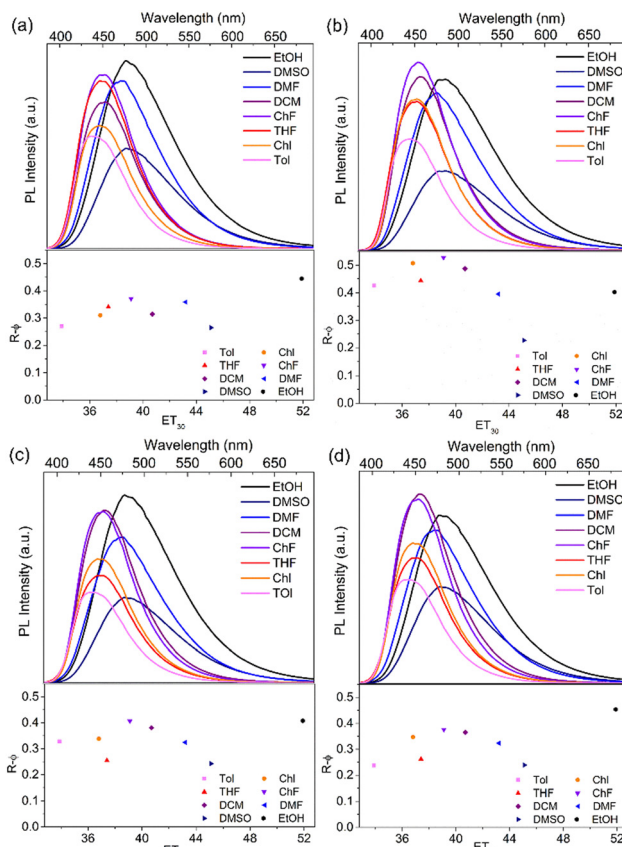 Wavelength (nm)
(a)
400 450 500 550 600 650
PL Intensity (a.u.)
EtOH
DMSO
DMF
DCM
ChF
THF
Chl
Tol
0.5
0.4
0.3
0.2
0.1
0.0
R-ϕ
Tol Chl
THF ChF
DCM DMF
DMSO EtOH
36 40 44 48 52
ET30
Wavelength (nm)
(b)
400 450 500 550 600 650
PL Intensity (a.u.)
EtOH
DMSO
DMF
DCM
ChF
THF
Chl
Tol
0.5
0.4
0.3
0.2
0.1
0.0
R-ϕ
Tol Chl
THF ChF
DCM DMF
DMSO EtOH
36 40 44 48 52
ET30
Wavelength (nm)
(c)
400 450 500 550 600 650
PL Intensity (a.u.)
EtOH
DMSO
DMF
DCM
ChF
THF
Chl
TOl
0.5
0.4
0.3
0.2
0.1
0.0
R-ϕ
Tol Chl
THF ChF
DCM DMF
DMSO EtOH
36 40 44 48 52
ET30
Wavelength (nm)
(d)
400 450 500 550 600 650
PL Intensity (a.u.)
EtOH
DMSO
DMF
DCM
ChF
THF
Chl
Tol
0.5
0.4
0.3
0.2
0.1
0.0
R-ϕ
Tol Chl
THF ChF
DCM DMF
DMSO EtOH
36 40 44 48 52
ET30